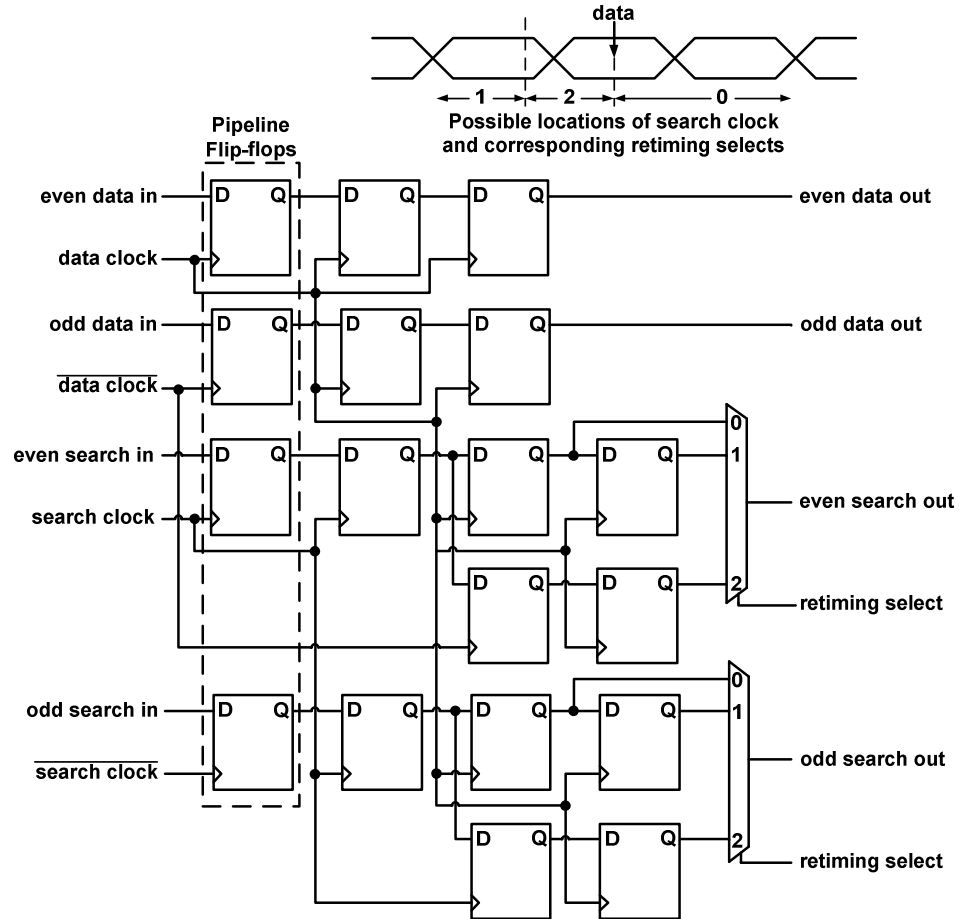 data
1 2 0
Possible locations of search clock
and corresponding retiming selects
Pipeline
Flip-flops
even data in D Q D Q D Q even data out
data clock
odd data in D Q D Q D Q odd data out
data clock
0
even search in D Q D Q D Q D Q 1
search clock even search out
D Q D Q 2
retiming select
0
odd search in D Q D Q D Q D Q 1
search clock odd search out
D Q D Q 2
retiming select